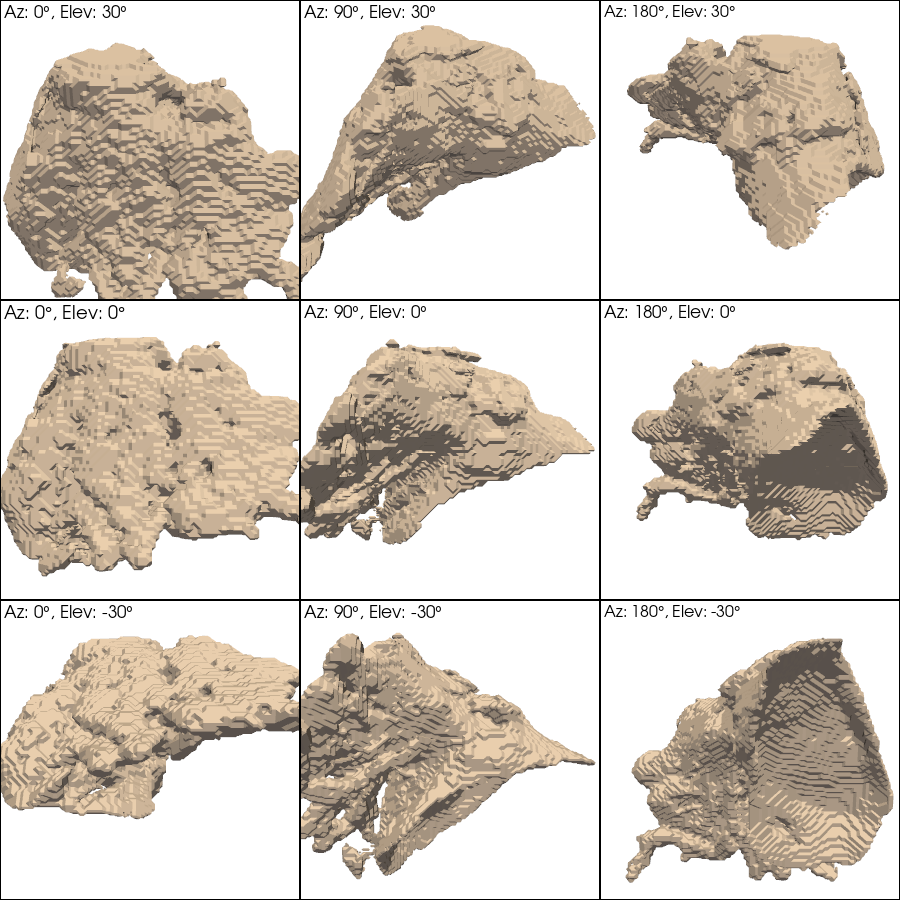 Az: 0°, Elev: 30°
Az: 90°, Elev: 30°
Az: 180°, Elev: 30°
Az: 0°, Elev: 0°
Az: 90°, Elev: 0°
Az: 180°, Elev: 0°
Az: 0°, Elev: -30°
Az: 90°, Elev: -30°
Az: 180°, Elev: -30°